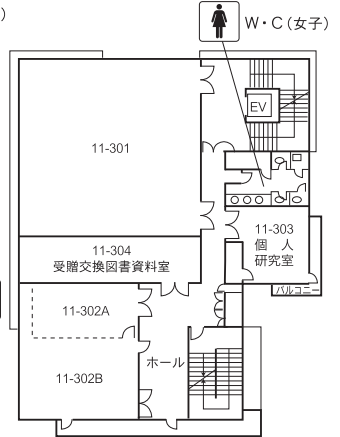 )
W・C(女子)
EV
11-301
11-303
個 人
研究室
11-304
受贈交換図書資料室
バルコニー
11-302A
ホール
11-302B